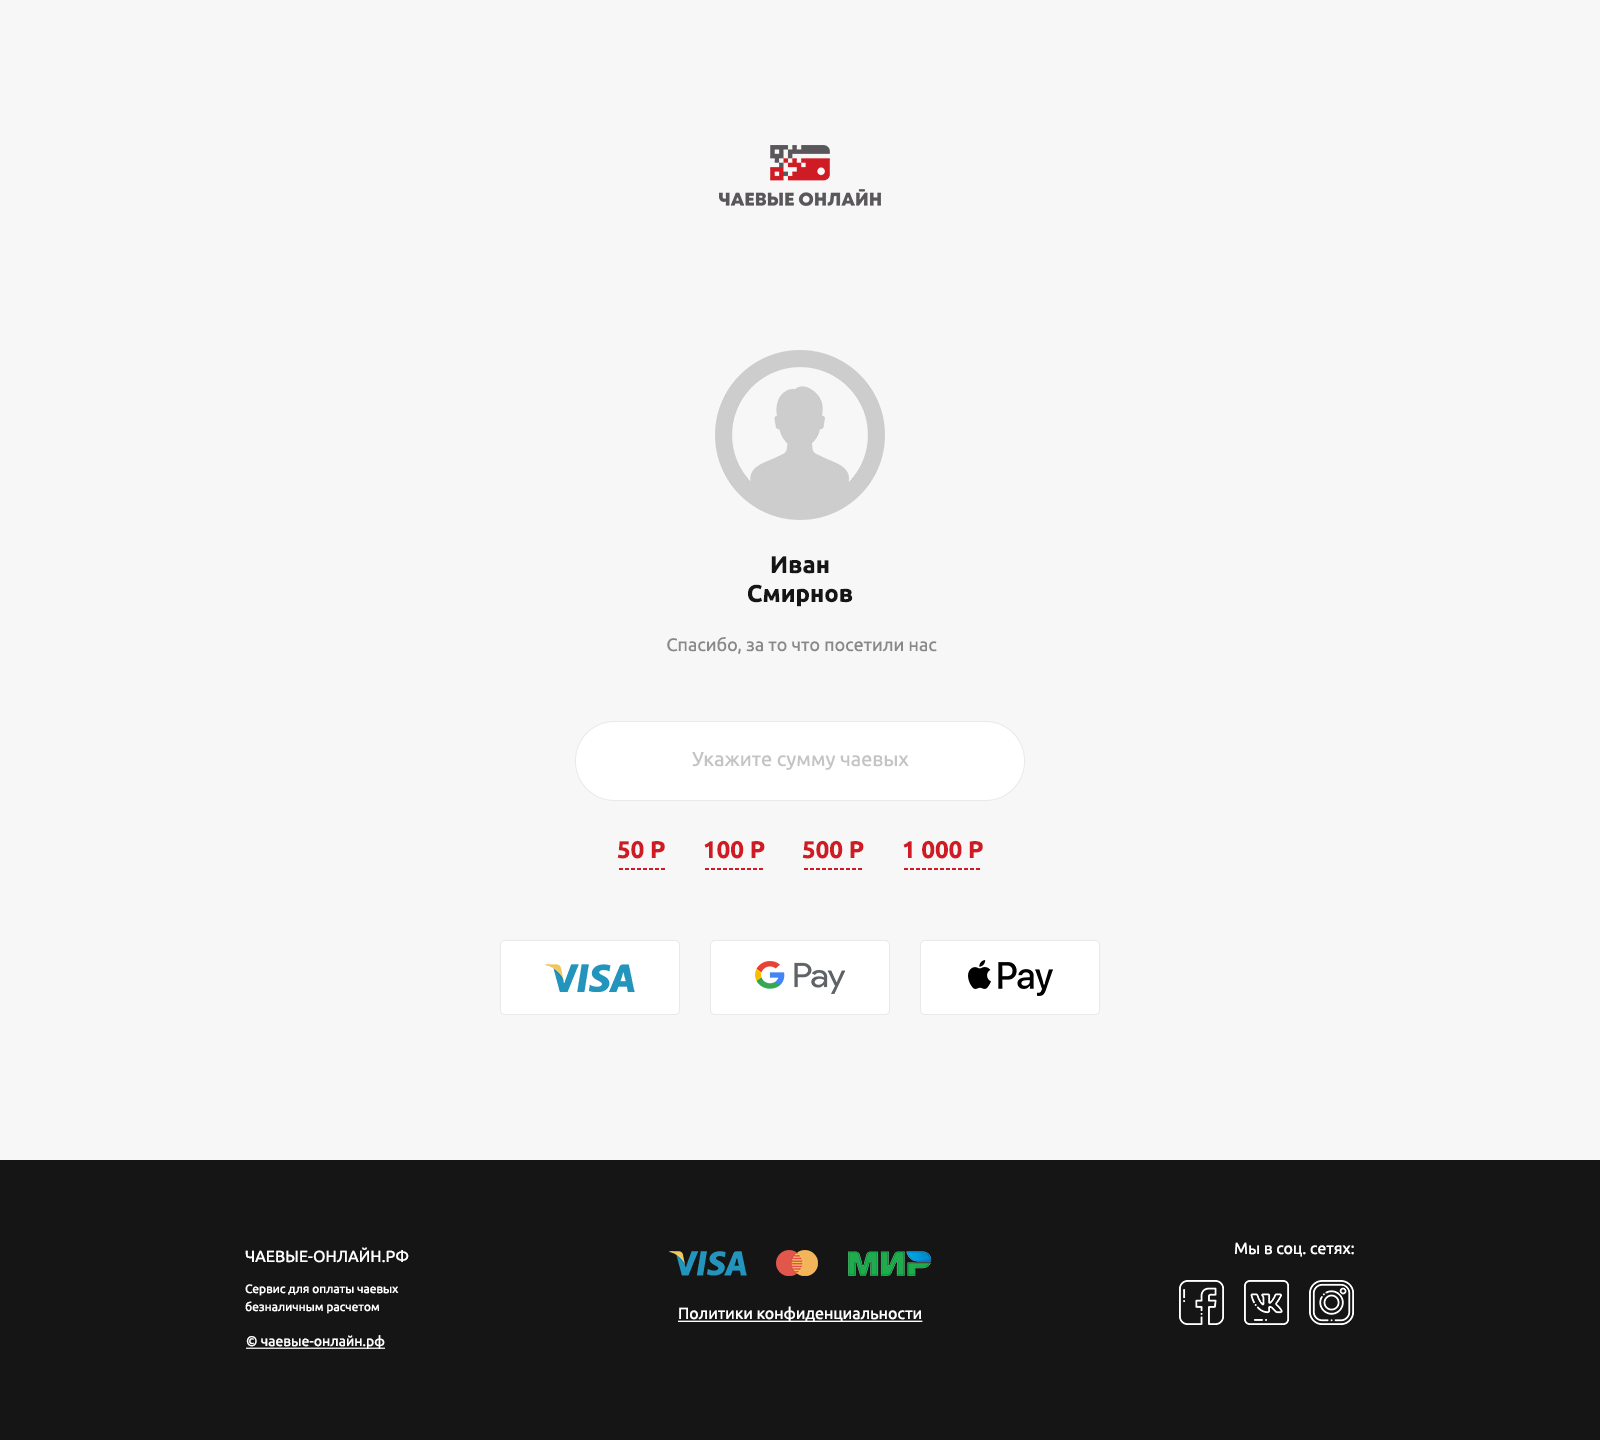 ЧАЕВЫЕ ОНЛАЙН
Иван
Смирнов
Спасибо, за то что посетили нас
Укажите сумму чаевых
50 Р 100 Р 500 Р 1 000 Р
VISA G Pay Pay
ЧАЕВЫЕ-ОНЛАЙН.РФ
Сервис для оплаты чаевых
безналичным расчетом
© чаевые-онлайн.рф
VISA МИР
Политики конфиденциальности
Мы в соц. сетях: